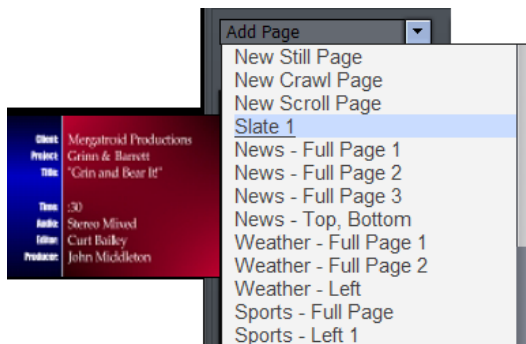 Add Page
New Still Page
New Crawl Page
New Scroll Page
Slate 1
News - Full Page 1
News - Full Page 2
News - Full Page 3
News - Top, Bottom
Weather - Full Page 1
Weather - Full Page 2
Weather - Left
Sports - Full Page
Sports - Left 1
Client: Mergatroid Productions
Project: Grinn & Barrett
Title: "Grin and Bear It!"
Time: :30
Audio: Stereo Mixed
Editor: Curt Bailey
Producer: John Middleton